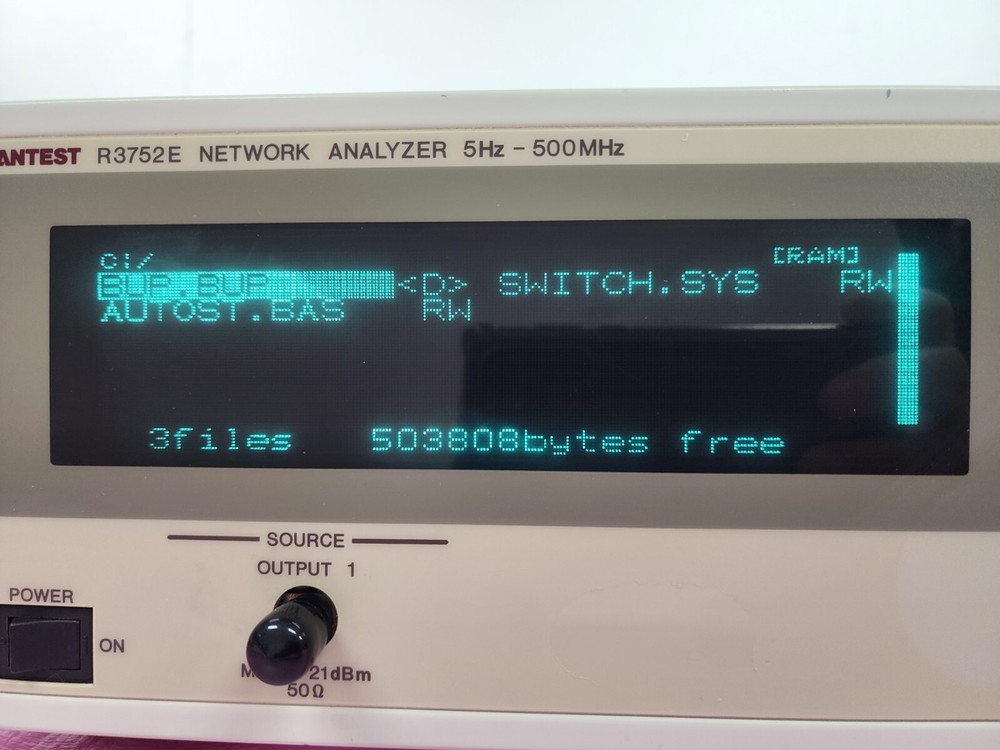 ANTEST R3752E NETWORK ANALYZER 5Hz - 500MHz
C:/ [RAM]
BUP.BUP <D> SWITCH.SYS RW
AUTOST.BAS RW
3files 503808bytes free
SOURCE
OUTPUT 1
POWER
ON
21dBm
50Ω